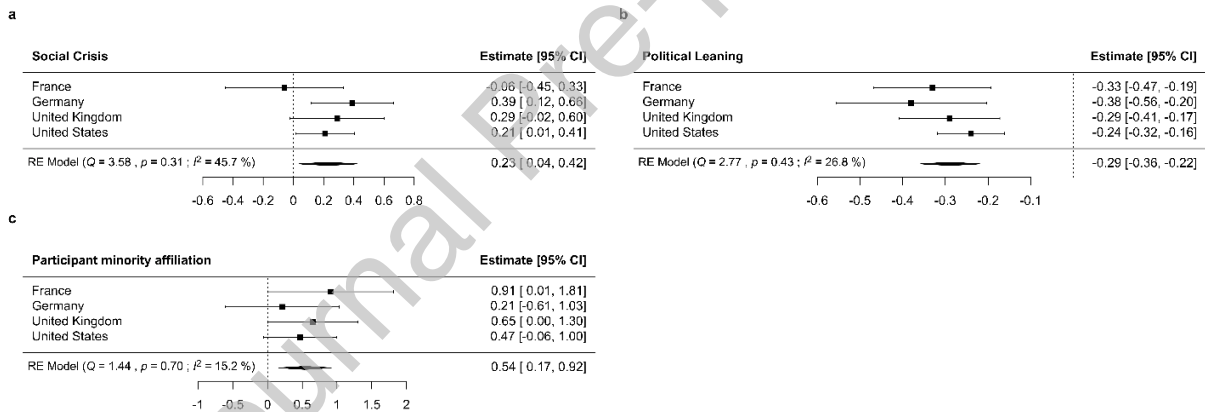 a
Social Crisis Estimate [95% CI]
France -0.06 [-0.45, 0.33]
Germany 0.39 [ 0.12, 0.66]
United Kingdom 0.29 [-0.02, 0.60]
United States 0.21 [ 0.01, 0.41]
RE Model (Q = 3.58 , p = 0.31 ; I² = 45.7 %) 0.23 [ 0.04, 0.42]
-0.6 -0.4 -0.2 0 0.2 0.4 0.6 0.8
b
Political Leaning Estimate [95% CI]
France -0.33 [-0.47, -0.19]
Germany -0.38 [-0.56, -0.20]
United Kingdom -0.29 [-0.41, -0.17]
United States -0.24 [-0.32, -0.16]
RE Model (Q = 2.77 , p = 0.43 ; I² = 26.8 %) -0.29 [-0.36, -0.22]
-0.6 -0.5 -0.4 -0.3 -0.2 -0.1
c
Participant minority affiliation Estimate [95% CI]
France 0.91 [ 0.01, 1.81]
Germany 0.21 [-0.61, 1.03]
United Kingdom 0.65 [ 0.00, 1.30]
United States 0.47 [-0.06, 1.00]
RE Model (Q = 1.44 , p = 0.70 ; I² = 15.2 %) 0.54 [ 0.17, 0.92]
-1 -0.5 0 0.5 1 1.5 2
urnal Pre-